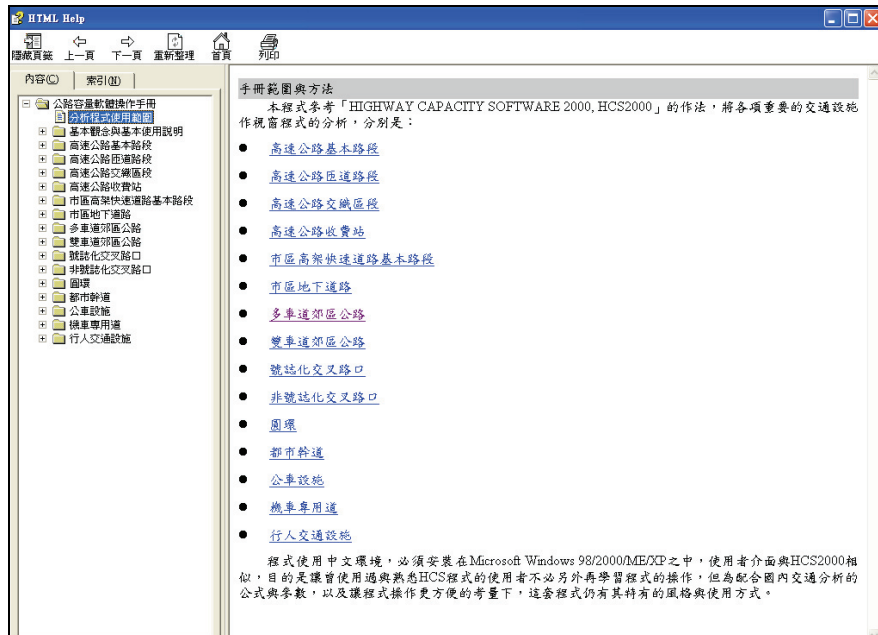 HTML Help
隱藏頁籤 上一頁 下一頁 重新整理 首頁 列印
內容(C) 索引(N)
公路容量軟體操作手冊
分析程式使用範圍
基本觀念與基本使用說明
高速公路基本路段
高速公路匝道路段
高速公路交織區段
高速公路收費站
市區高架快速道路基本路段
市區地下道路
多車道郊區公路
雙車道郊區公路
號誌化交叉路口
非號誌化交叉路口
圓環
都市幹道
公車設施
機車專用道
行人交通設施
手冊範圍與方法
本程式參考「HIGHWAY CAPACITY SOFTWARE 2000, HCS2000」的作法，將各項重要的交通設施
作視窗程式的分析，分別是：
● 高速公路基本路段
● 高速公路匝道路段
● 高速公路交織區段
● 高速公路收費站
● 市區高架快速道路基本路段
● 市區地下道路
● 多車道郊區公路
● 雙車道郊區公路
● 號誌化交叉路口
● 非號誌化交叉路口
● 圓環
● 都市幹道
● 公車設施
● 機車專用道
● 行人交通設施
程式使用中文環境，必須安裝在Microsoft Windows 98/2000/ME/XP之中，使用者介面與HCS2000相
似，目的是讓曾使用過與熟悉HCS程式的使用者不必另外再學習程式的操作，但為配合國內交通分析的
公式與參數，以及讓程式操作更方便的考量下，這套程式仍有其特有的風格與使用方式。